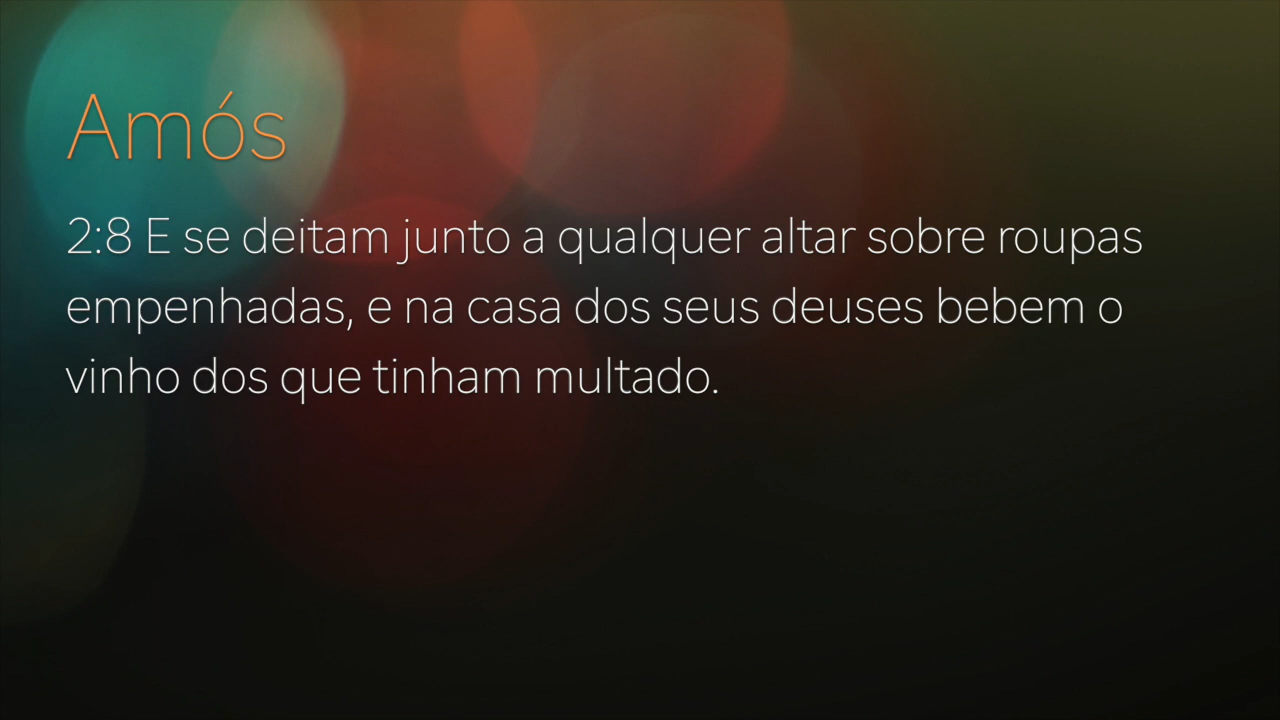 Amós
2:8 E se deitam junto a qualquer altar sobre roupas
empenhadas, e na casa dos seus deuses bebem o
vinho dos que tinham multado.